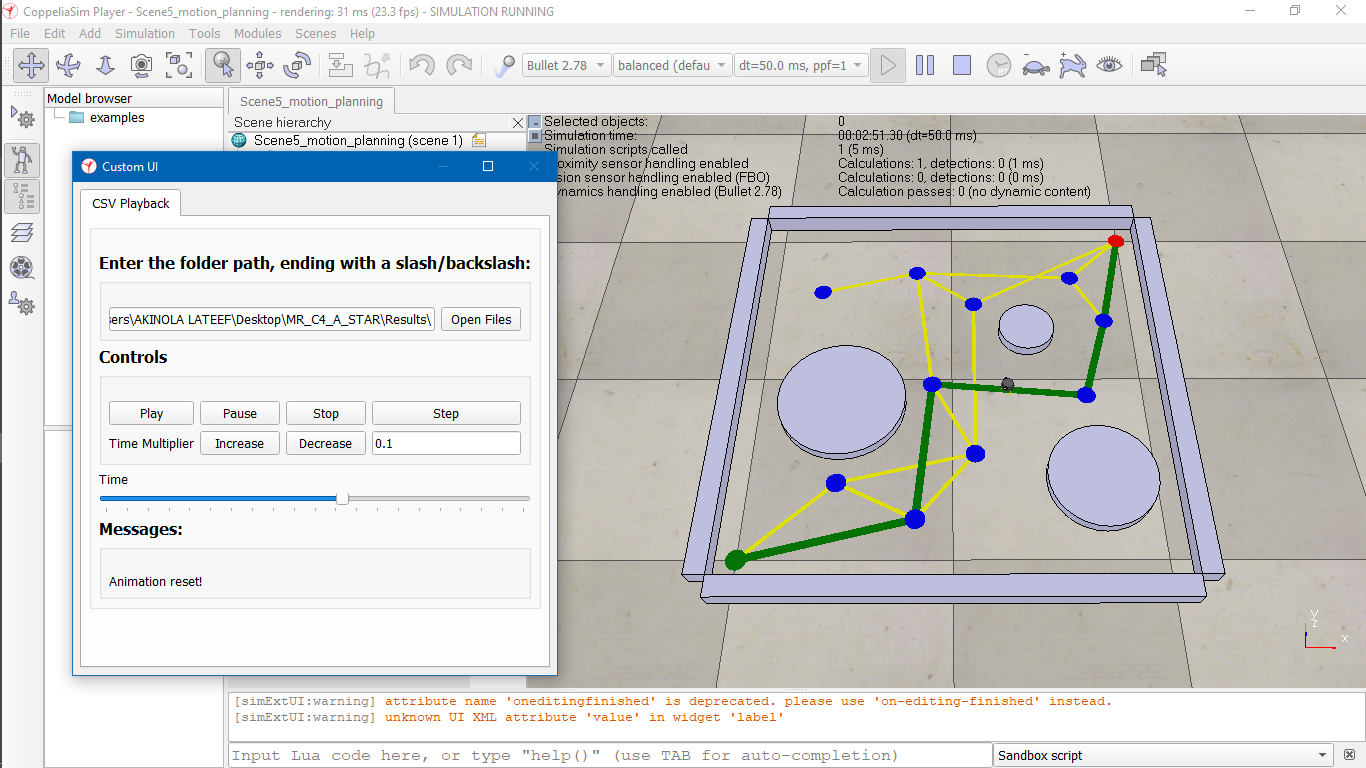 CoppeliaSim Player - Scene5_motion_planning - rendering: 31 ms (23.3 fps) - SIMULATION RUNNING
File Edit Add Simulation Tools Modules Scenes Help
Bullet 2.78 balanced (defau dt=50.0 ms, ppf=1
Model browser
examples
Scene5_motion_planning
Scene hierarchy
Scene5_motion_planning (scene 1)
Selected objects: 0
Simulation time: 00:02:51.30 (dt=50.0 ms)
Simulation scripts called 1 (5 ms)
oximity sensor handling enabled Calculations: 1, detections: 0 (1 ms)
sion sensor handling enabled (FBO) Calculations: 0, detections: 0 (0 ms)
ynamics handling enabled (Bullet 2.78) Calculation passes: 0 (no dynamic content)
Custom UI
CSV Playback
Enter the folder path, ending with a slash/backslash:
sers\AKINOLA LATEEF\Desktop\MR_C4_A_STAR\Results\ Open Files
Controls
Play Pause Stop Step
Time Multiplier Increase Decrease 0.1
Time
Messages:
Animation reset!
y
z
x
[simExtUI:warning] attribute name 'oneditingfinished' is deprecated. please use 'on-editing-finished' instead.
[simExtUI:warning] unknown UI XML attribute 'value' in widget 'label'
Input Lua code here, or type "help()" (use TAB for auto-completion) Sandbox script